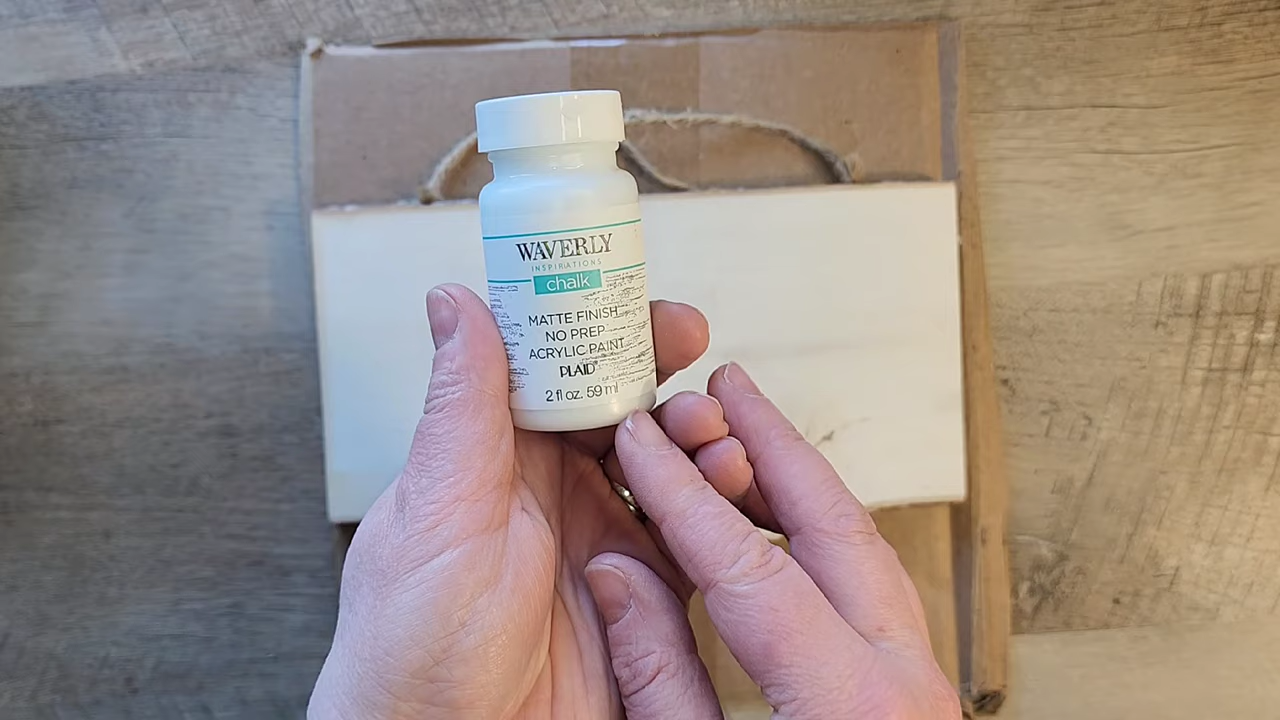 WAVERLY
INSPIRATIONS
chalk
MATTE FINISH
NO PREP
ACRYLIC PAINT
PLAID
2 fl oz. 59 ml